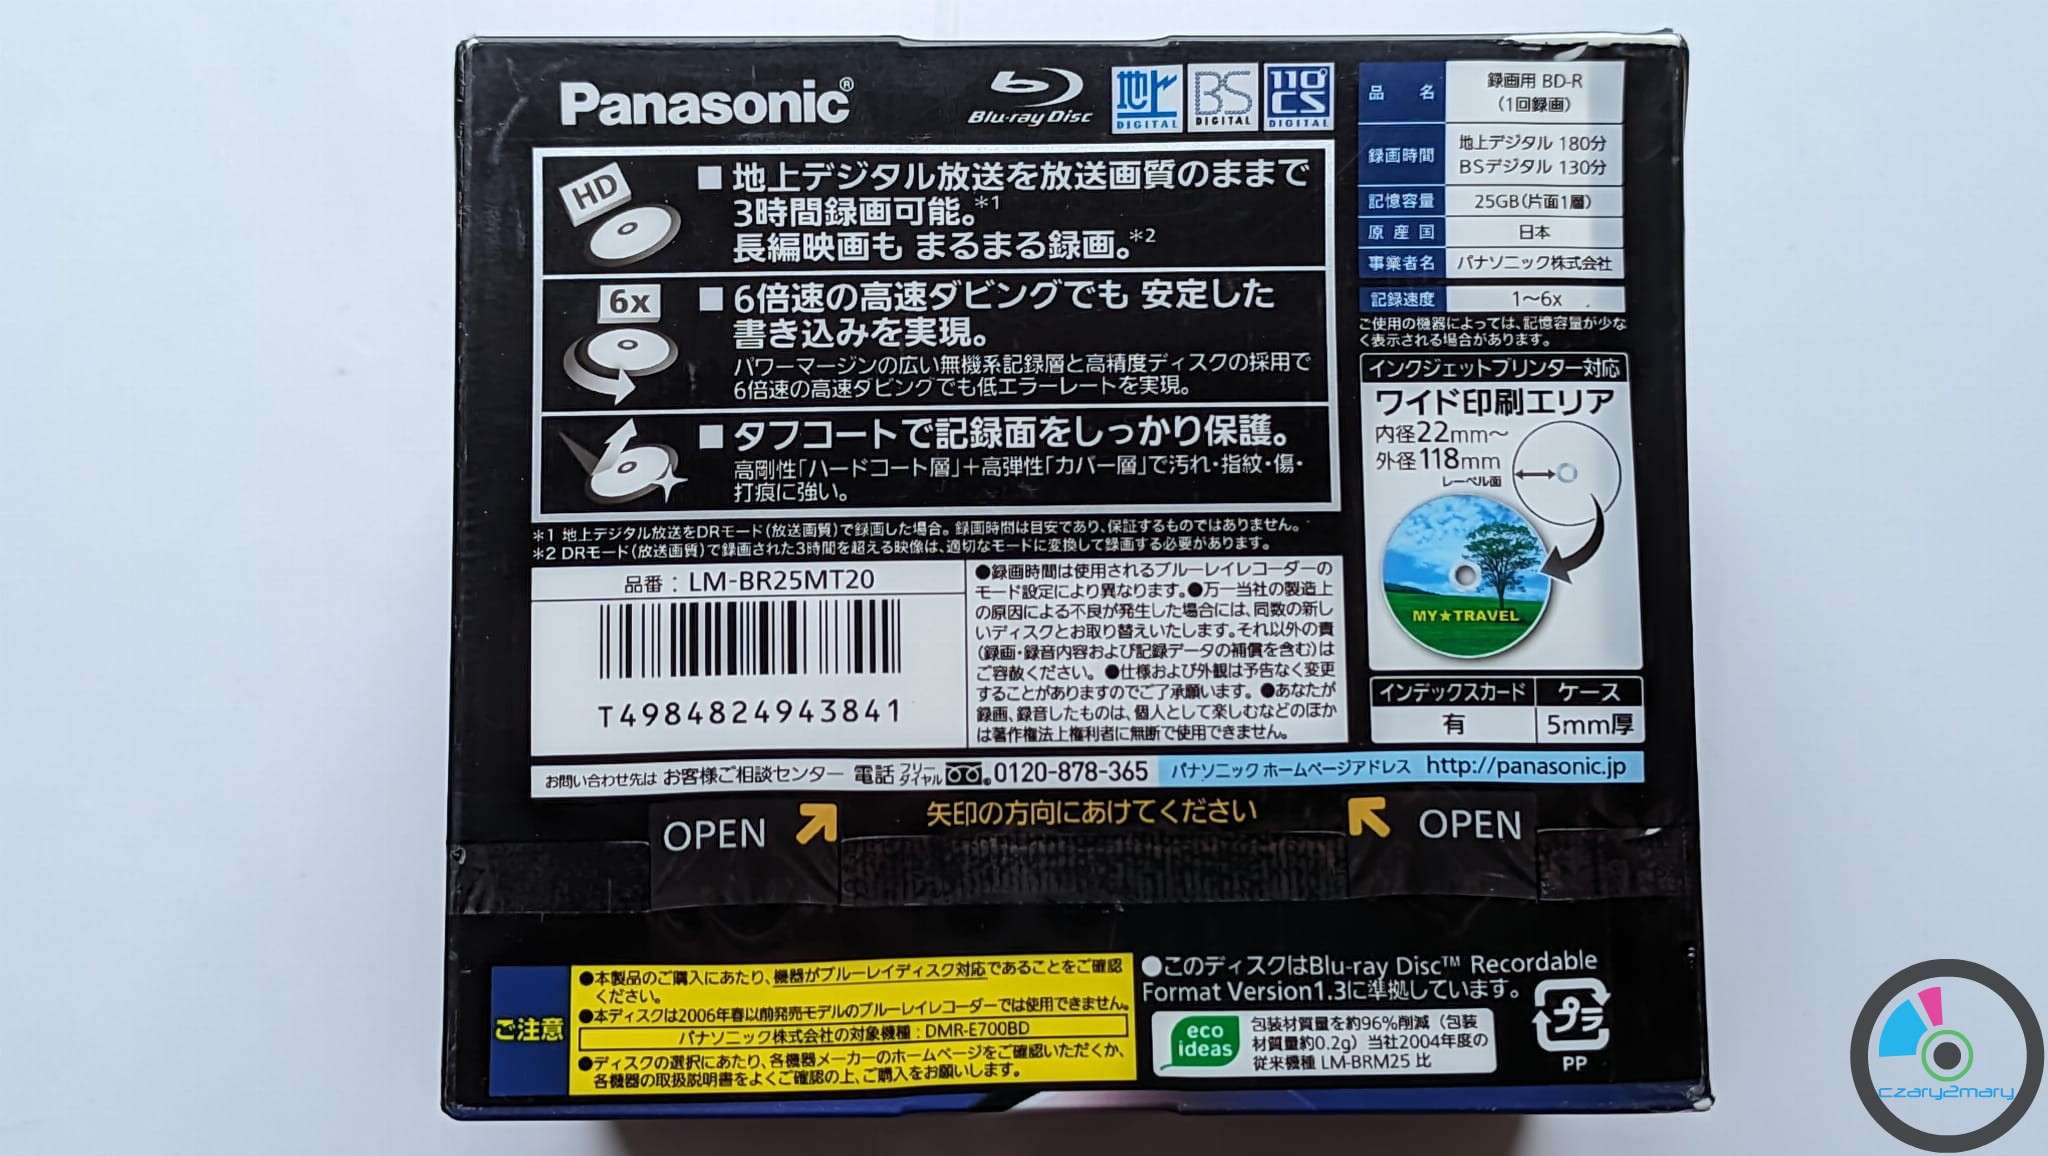 Panasonic®
Blu-ray Disc
地上
DIGITAL
BS
DIGITAL
110°
CS
DIGITAL
HD
■ 地上デジタル放送を放送画質のままで
3時間録画可能。*1
長編映画も まるまる録画。*2
6x
■ 6倍速の高速ダビングでも 安定した
書き込みを実現。
パワーマージンの広い無機系記録層と高精度ディスクの採用で
6倍速の高速ダビングでも低エラーレートを実現。
■ タフコートで記録面をしっかり保護。
高剛性「ハードコート層」+高弾性「カバー層」で汚れ・指紋・傷・
打痕に強い。
*1 地上デジタル放送をDRモード(放送画質)で録画した場合。録画時間は目安であり、保証するものではありません。
*2 DRモード(放送画質)で録画された3時間を超える映像は、適切なモードに変換して録画する必要があります。
品番 : LM-BR25MT20
T4984824943841
●録画時間は使用されるブルーレイレコーダーの
モード設定により異なります。●万一当社の製造上
の原因による不良が発生した場合には、同数の新し
いディスクとお取り替えいたします。それ以外の責
(録画・録音内容および記録データの補償を含む)は
ご容赦ください。●仕様および外観は予告なく変更
することがありますのでご了承願います。●あなたが
録画、録音したものは、個人として楽しむなどのほか
は著作権法上権利者に無断で使用できません。
品名 録画用 BD-R
(1回録画)
録画時間 地上デジタル 180分
BSデジタル 130分
記憶容量 25GB(片面1層)
原産国 日本
事業者名 パナソニック株式会社
記録速度 1〜6x
ご使用の機器によっては、記憶容量が少な
く表示される場合があります。
インクジェットプリンター対応
ワイド印刷エリア
内径22mm〜
外径118mm
レーベル面
MY★TRAVEL
インデックスカード ケース
有 5mm厚
お問い合わせ先は お客様ご相談センター 電話 フリーダイヤル 0120-878-365 パナソニック ホームページアドレス http://panasonic.jp
OPEN 矢印の方向にあけてください OPEN
ご注意
●本製品のご購入にあたり、機器がブルーレイディスク対応であることをご確認
ください。
●本ディスクは2006年春以前発売モデルのブルーレイレコーダーでは使用できません。
パナソニック株式会社の対象機種 : DMR-E700BD
●ディスクの選択にあたり、各機器メーカーのホームページをご確認いただくか、
各機器の取扱説明書をよくご確認の上、ご購入をお願いします。
●このディスクはBlu-ray Disc™ Recordable
Format Version1.3に準拠しています。
eco
ideas
包装材質量を約96%削減(包装
材質量約0.2g)当社2004年度の
従来機種 LM-BRM25 比
プラ
PP
czary2mary